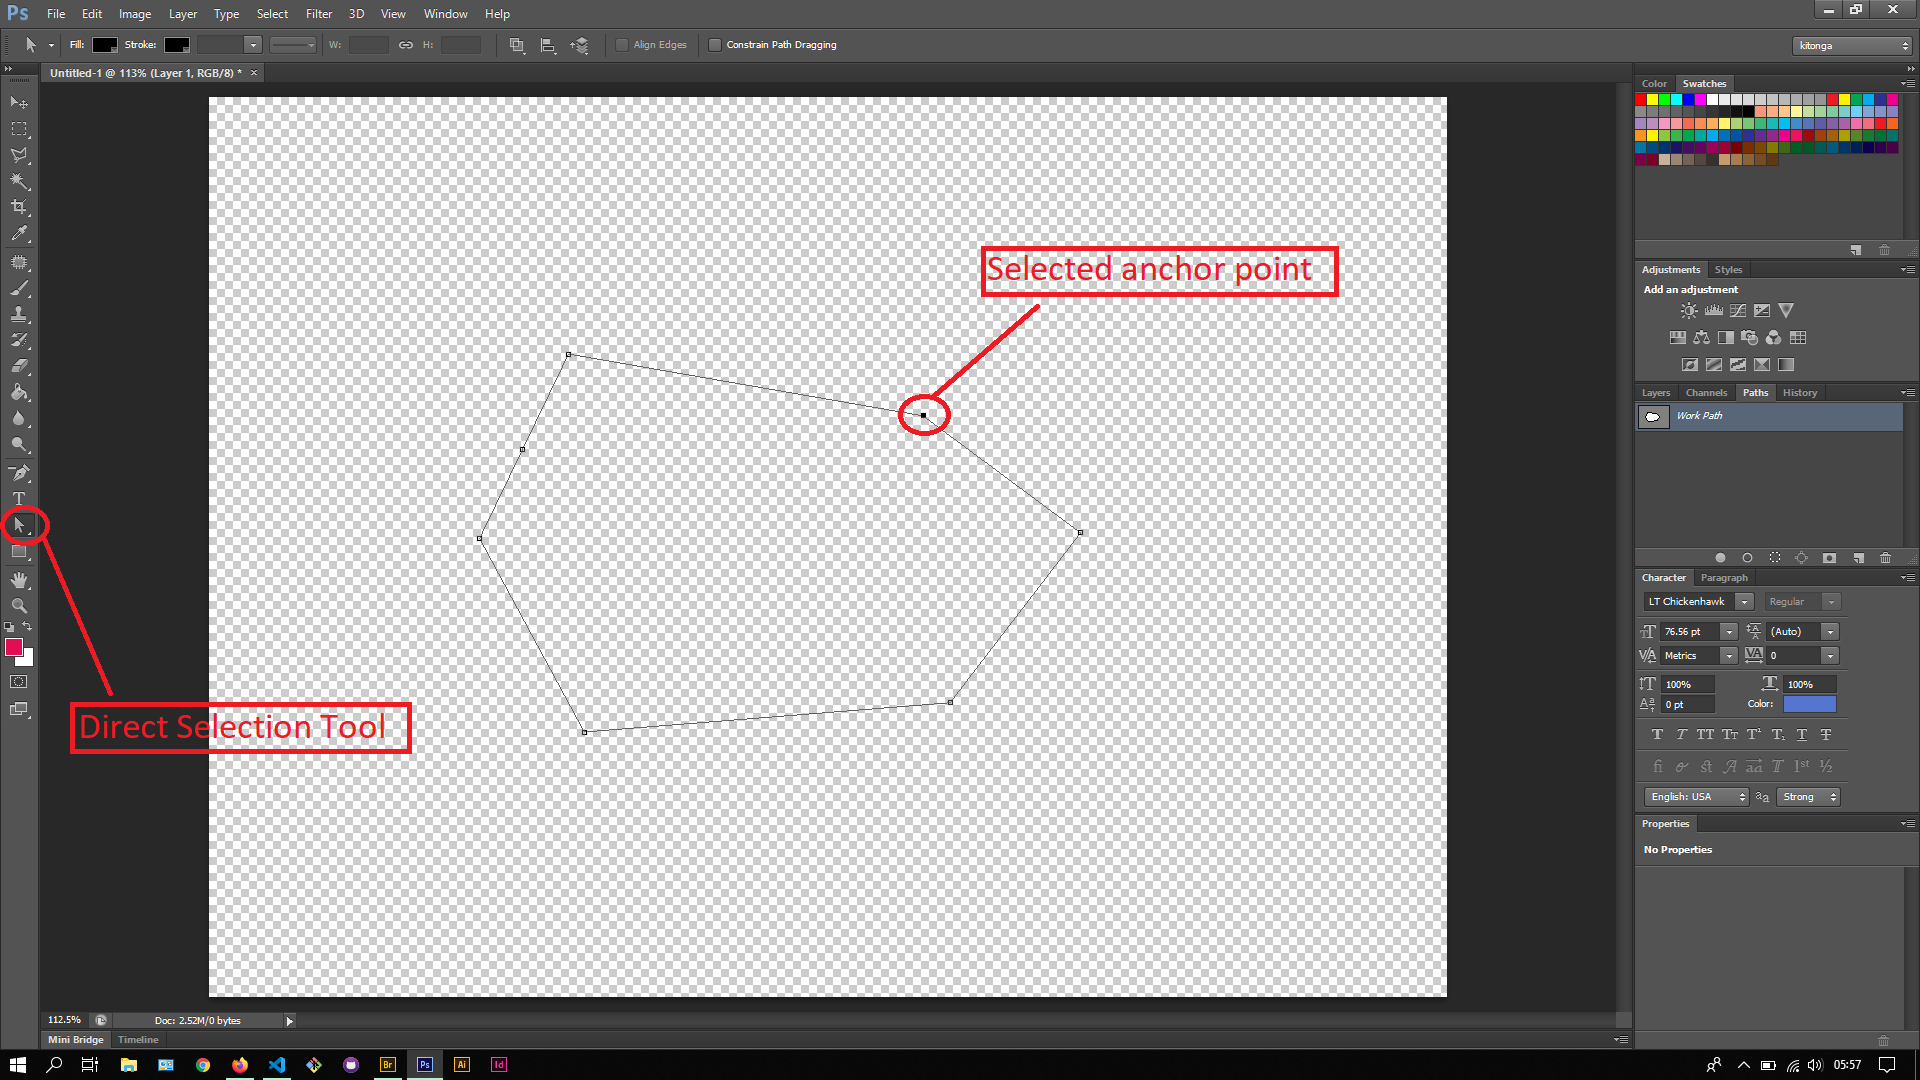 Ps File Edit Image Layer Type Select Filter 3D View Window Help
Fill: Stroke: W: H: Align Edges Constrain Path Dragging kitonga
Untitled-1 @ 113% (Layer 1, RGB/8) * ×
Color Swatches
Selected anchor point
Adjustments Styles
Add an adjustment
Layers Channels Paths History
Work Path
T
Character Paragraph
LT Chickenhawk Regular
76.56 pt (Auto)
Metrics 0
100% 100%
0 pt Color:
Direct Selection Tool
English: USA aa Strong
Properties
No Properties
112.5% Doc: 2.52M/0 bytes
Mini Bridge Timeline
Br Ps Ai Id 05:57